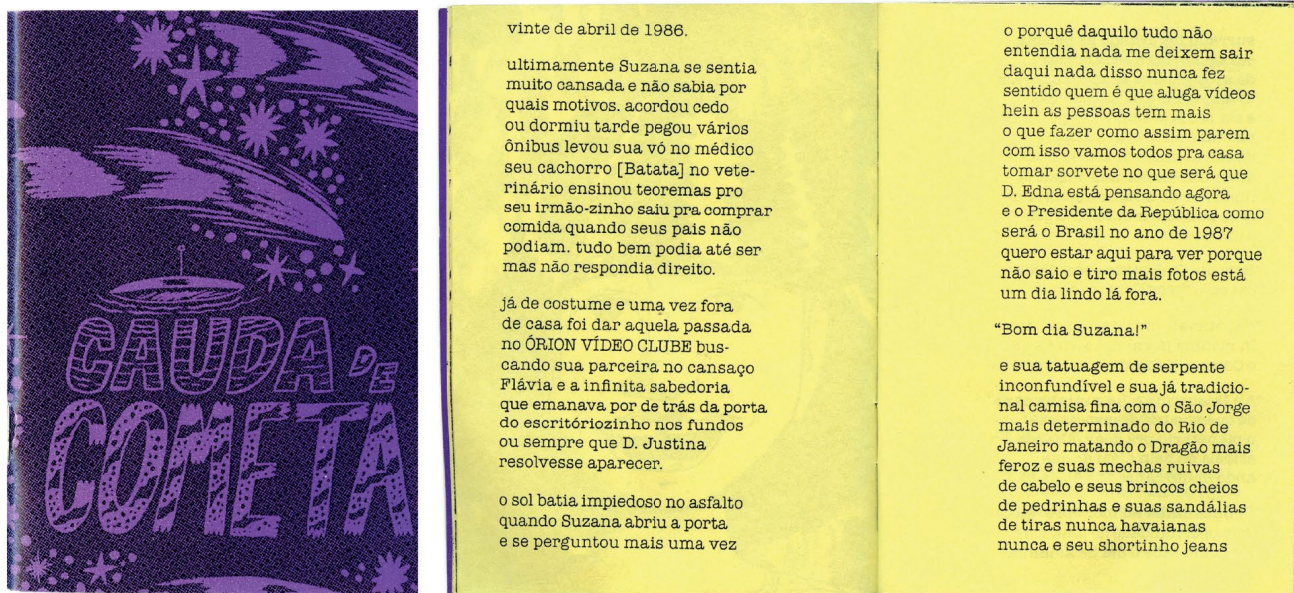 CAUDA DE
COMETA
vinte de abril de 1986.
ultimamente Suzana se sentia
muito cansada e não sabia por
quais motivos. acordou cedo
ou dormiu tarde pegou vários
ônibus levou sua vó no médico
seu cachorro [Batata] no vete-
rinário ensinou teoremas pro
seu irmão-zinho saiu pra comprar
comida quando seus pais não
podiam. tudo bem podia até ser
mas não respondia direito.
já de costume e uma vez fora
de casa foi dar aquela passada
no ÓRION VÍDEO CLUBE bus-
cando sua parceira no cansaço
Flávia e a infinita sabedoria
que emanava por de trás da porta
do escritóriozinho nos fundos
ou sempre que D. Justina
resolvesse aparecer.
o sol batia impiedoso no asfalto
quando Suzana abriu a porta
e se perguntou mais uma vez
o porquê daquilo tudo não
entendia nada me deixem sair
daqui nada disso nunca fez
sentido quem é que aluga vídeos
hein as pessoas tem mais
o que fazer como assim parem
com isso vamos todos pra casa
tomar sorvete no que será que
D. Edna está pensando agora
e o Presidente da República como
será o Brasil no ano de 1987
quero estar aqui para ver porque
não saio e tiro mais fotos está
um dia lindo lá fora.
“Bom dia Suzana!”
e sua tatuagem de serpente
inconfundível e sua já tradicio-
nal camisa fina com o São Jorge
mais determinado do Rio de
Janeiro matando o Dragão mais
feroz e suas mechas ruivas
de cabelo e seus brincos cheios
de pedrinhas e suas sandálias
de tiras nunca havaianas
nunca e seu shortinho jeans